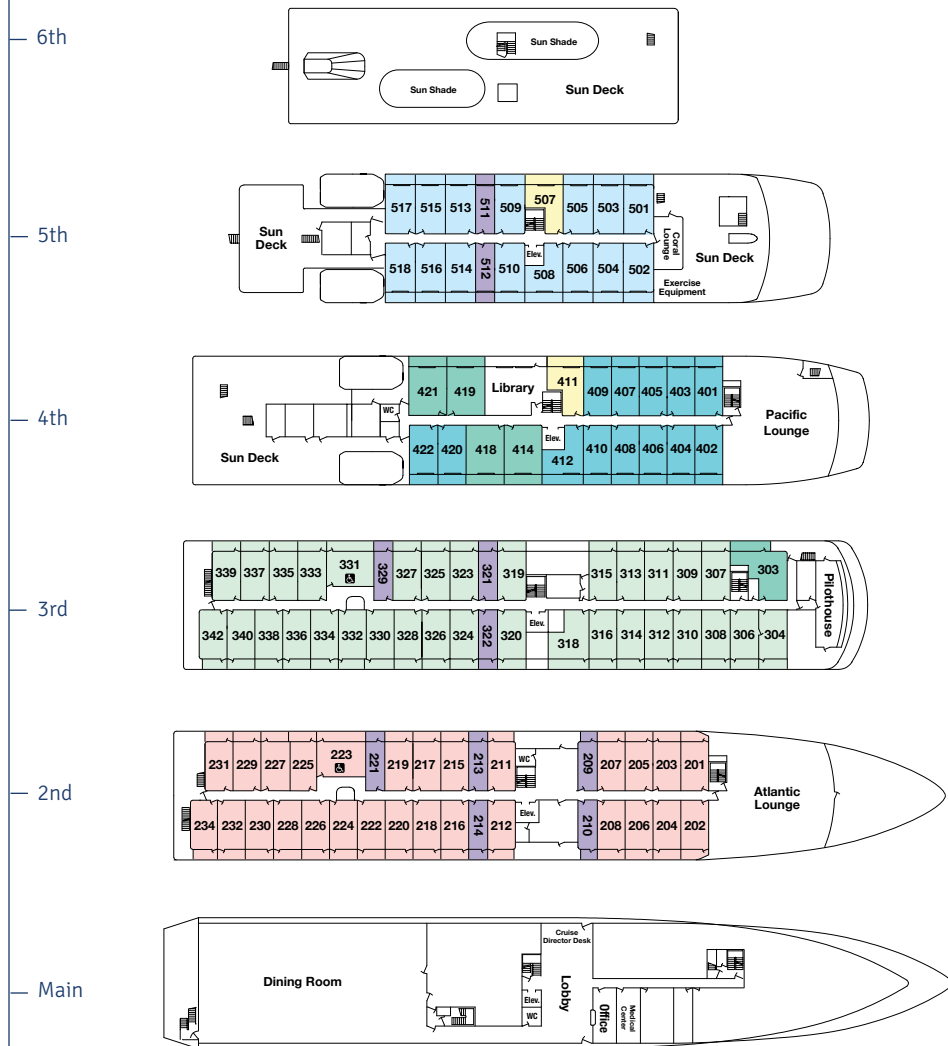 6th
Sun Shade
Sun Shade
Sun Deck
5th
517 515 513 511 509 507 505 503 501
Sun
Deck
Elev.
Coral
Lounge
Sun Deck
518 516 514 512 510 508 506 504 502
Exercise
Equipment
4th
421 419 Library 411 409 407 405 403 401
WC
Pacific
Lounge
Elev.
Sun Deck
422 420 418 414 412 410 408 406 404 402
3rd
339 337 335 333 331 329 327 325 323 321 319 315 313 311 309 307 303
Pilothouse
Elev.
342 340 338 336 334 332 330 328 326 324 322 320 318 316 314 312 310 308 306 304
2nd
231 229 227 225 223 221 219 217 215 213 211 WC 209 207 205 203 201
Atlantic
Lounge
Elev.
234 232 230 228 226 224 222 220 218 216 214 212 210 208 206 204 202
Main
Cruise
Director Desk
Dining Room
Lobby
Elev.
WC
Office
Medical
Center